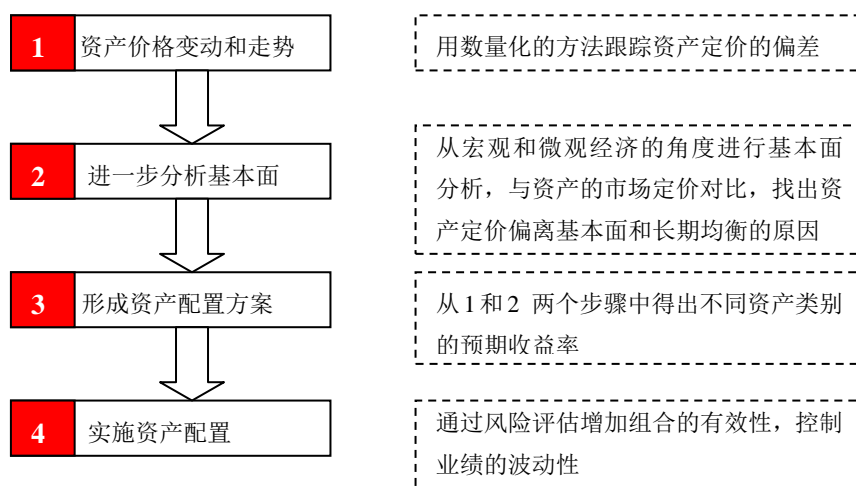 1 资产价格变动和走势
用数量化的方法跟踪资产定价的偏差
2 进一步分析基本面
从宏观和微观经济的角度进行基本面
分析，与资产的市场定价对比，找出资
产定价偏离基本面和长期均衡的原因
3 形成资产配置方案
从1和2 两个步骤中得出不同资产类别
的预期收益率
4 实施资产配置
通过风险评估增加组合的有效性，控制
业绩的波动性